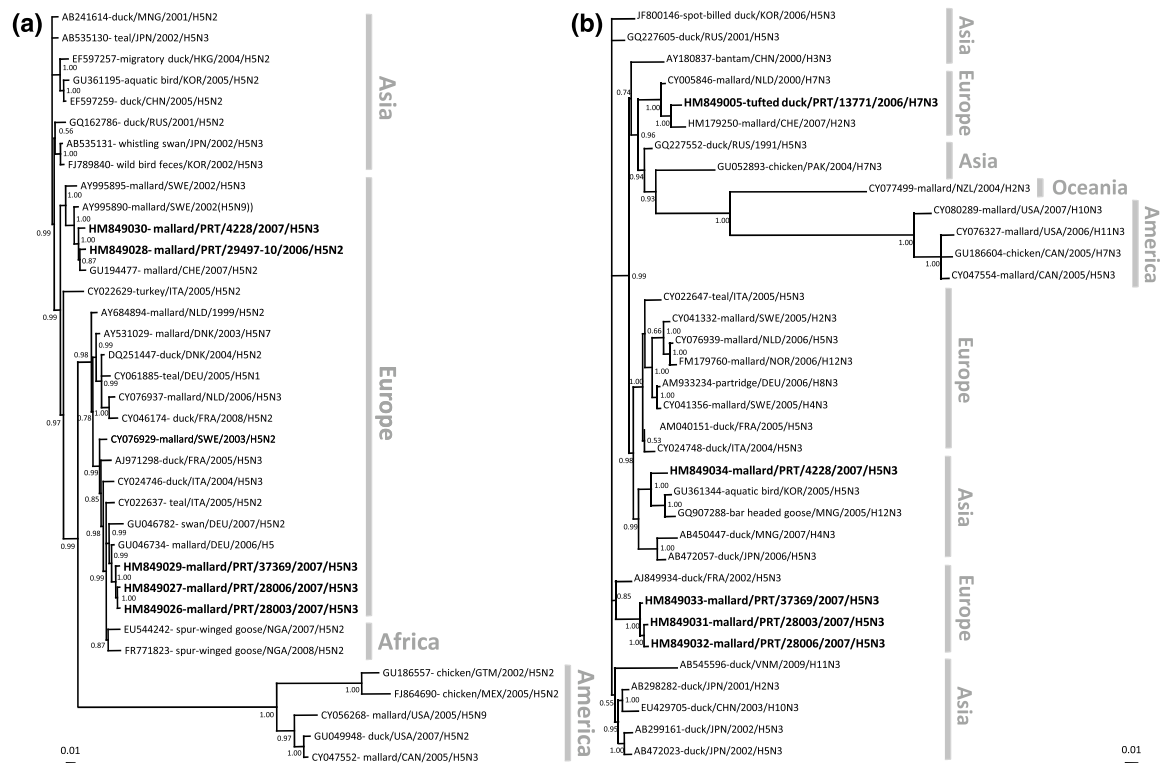 (a)
AB241614-duck/MNG/2001/H5N2
AB535130- teal/JPN/2002/H5N3
EF597257-migratory duck/HKG/2004/H5N2
1.00
GU361195-aquatic bird/KOR/2005/H5N2
1.00
EF597259- duck/CHN/2005/H5N2
GQ162786- duck/RUS/2001/H5N2
0.56
AB535131- whistling swan/JPN/2002/H5N3
1.00
FJ789840- wild bird feces/KOR/2002/H5N3
Asia
AY995895-mallard/SWE/2002/H5N3
1.00
AY995890-mallard/SWE/2002(H5N9))
1.00
HM849030- mallard/PRT/4228/2007/H5N3
0.99
1.00
HM849028- mallard/PRT/29497-10/2006/H5N2
0.87
GU194477- mallard/CHE/2007/H5N2
CY022629-turkey/ITA/2005/H5N2
0.99
AY684894-mallard/NLD/1999/H5N2
AY531029- mallard/DNK/2003/H5N7
0.99
0.98
DQ251447-duck/DNK/2004/H5N2
CY061885-teal/DEU/2005/H5N1
0.99
CY076937-mallard/NLD/2006/H5N3
1.00
0.78
0.97
CY046174- duck/FRA/2008/H5N2
CY076929-mallard/SWE/2003/H5N2
AJ971298-duck/FRA/2005/H5N3
0.99
CY024746-duck/ITA/2004/H5N3
0.85
CY022637- teal/ITA/2005/H5N2
GU046782- swan/DEU/2007/H5N2
0.99
0.98
0.99
GU046734- mallard/DEU/2006/H5
0.99
HM849029-mallard/PRT/37369/2007/H5N3
1.00
0.99
HM849027-mallard/PRT/28006/2007/H5N3
1.00
HM849026-mallard/PRT/28003/2007/H5N3
Europe
EU544242- spur-winged goose/NGA/2007/H5N2
0.87
FR771823- spur-winged goose/NGA/2008/H5N2
Africa
GU186557- chicken/GTM/2002/H5N2
1.00
FJ864690- chicken/MEX/2005/H5N2
1.00
CY056268- mallard/USA/2005/H5N9
0.97
GU049948- duck/USA/2007/H5N2
1.00
CY047552- mallard/CAN/2005/H5N3
America
0.01
(b)
JF800146-spot-billed duck/KOR/2006/H5N3
GQ227605-duck/RUS/2001/H5N3
AY180837-bantam/CHN/2000/H3N3
Asia
0.74
CY005846-mallard/NLD/2000/H7N3
1.00
HM849005-tufted duck/PRT/13771/2006/H7N3
1.00
HM179250-mallard/CHE/2007/H2N3
Europe
0.96
GQ227552-duck/RUS/1991/H5N3
GU052893-chicken/PAK/2004/H7N3
0.94
Asia
0.93
CY077499-mallard/NZL/2004/H2N3
Oceania
1.00
CY080289-mallard/USA/2007/H10N3
CY076327-mallard/USA/2006/H11N3
1.00
GU186604-chicken/CAN/2005/H7N3
1.00
CY047554-mallard/CAN/2005/H5N3
America
0.99
CY022647-teal/ITA/2005/H5N3
CY041332-mallard/SWE/2005/H2N3
0.66
1.00
CY076939-mallard/NLD/2006/H5N3
1.00
FM179760-mallard/NOR/2006/H12N3
1.00
1.00
AM933234-partridge/DEU/2006/H8N3
1.00
CY041356-mallard/SWE/2005/H4N3
AM040151-duck/FRA/2005/H5N3
0.53
CY024748-duck/ITA/2004/H5N3
Europe
0.98
HM849034-mallard/PRT/4228/2007/H5N3
1.00
GU361344-aquatic bird/KOR/2005/H5N3
1.00
GQ907288-bar headed goose/MNG/2005/H12N3
0.99
AB450447-duck/MNG/2007/H4N3
1.00
AB472057-duck/JPN/2006/H5N3
Asia
AJ849934-duck/FRA/2002/H5N3
0.85
HM849033-mallard/PRT/37369/2007/H5N3
1.00
HM849031-mallard/PRT/28003/2007/H5N3
1.00
HM849032-mallard/PRT/28006/2007/H5N3
Europe
AB545596-duck/VNM/2009/H11N3
AB298282-duck/JPN/2001/H2N3
0.55
1.00
EU429705-duck/CHN/2003/H10N3
0.95
AB299161-duck/JPN/2002/H5N3
1.00
AB472023-duck/JPN/2002/H5N3
Asia
0.01